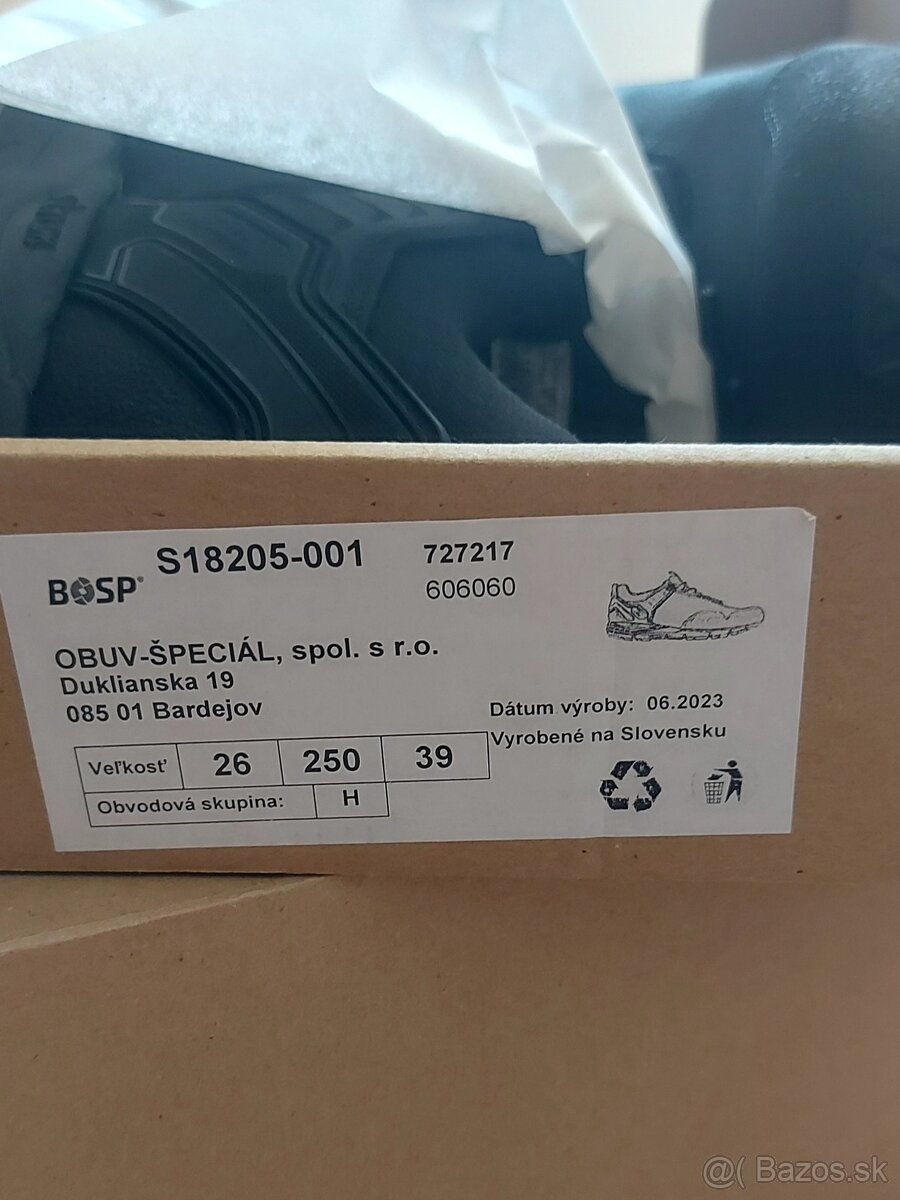 S18205-001
727217
BOSP®
606060
OBUV-ŠPECIÁL, spol. s r.o.
Duklianska 19
085 01 Bardejov
Dátum výroby: 06.2023
Vyrobené na Slovensku
Veľkosť 26 250 39
Obvodová skupina: H
@( Bazos.sk